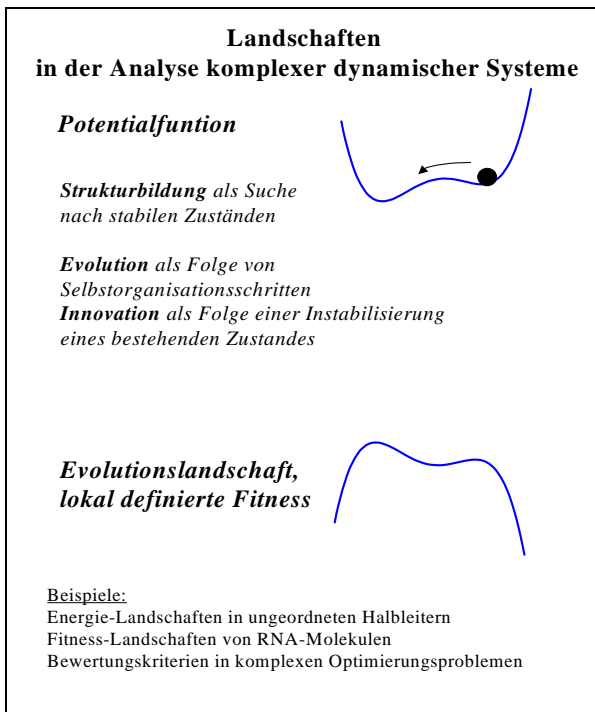 Landschaften
in der Analyse komplexer dynamischer Systeme
Potentialfuntion
Strukturbildung als Suche
nach stabilen Zuständen
Evolution als Folge von
Selbstorganisationsschritten
Innovation als Folge einer Instabilisierung
eines bestehenden Zustandes
Evolutionslandschaft,
lokal definierte Fitness
Beispiele:
Energie-Landschaften in ungeordneten Halbleitern
Fitness-Landschaften von RNA-Molekulen
Bewertungskriterien in komplexen Optimierungsproblemen